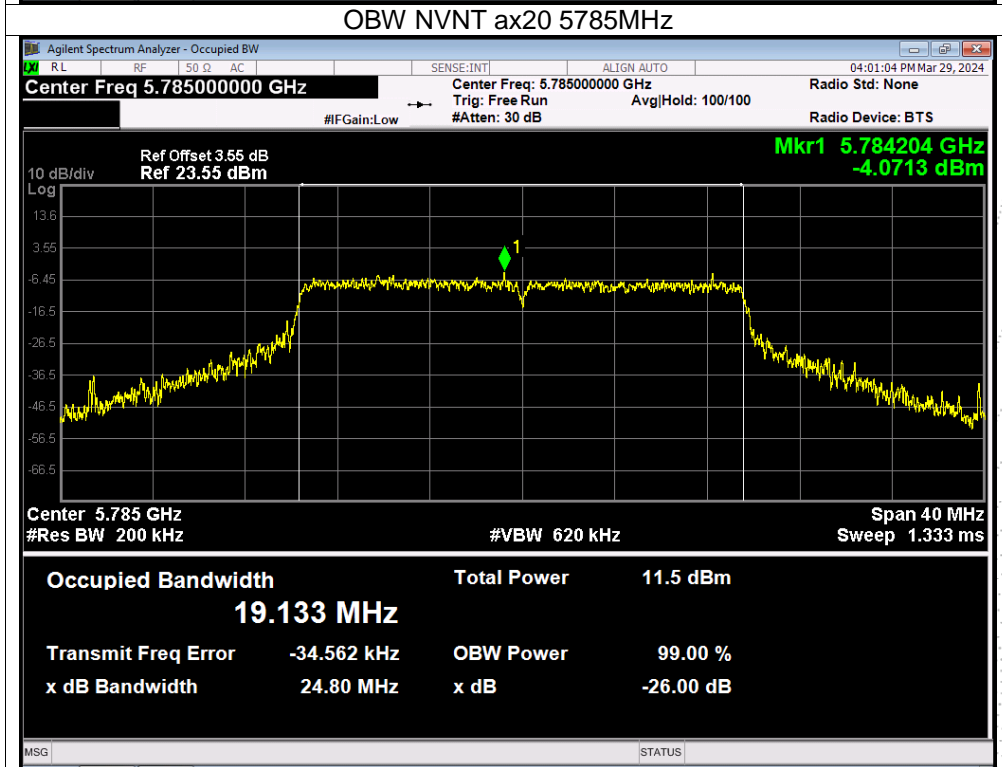 OBW NVNT ax20 5785MHz
Agilent Spectrum Analyzer - Occupied BW
LXI RL RF 50 Ω AC SENSE:INT ALIGN AUTO 04:01:04 PM Mar 29, 2024
Center Freq 5.785000000 GHz Center Freq: 5.785000000 GHz Radio Std: None
Trig: Free Run Avg|Hold: 100/100
#IFGain:Low #Atten: 30 dB Radio Device: BTS
Mkr1 5.784204 GHz
Ref Offset 3.55 dB
10 dB/div Ref 23.55 dBm -4.0713 dBm
Log
13.6
3.55
1
-6.45
-16.5
-26.5
-36.5
-46.5
-56.5
-66.5
Center 5.785 GHz Span 40 MHz
#Res BW 200 kHz #VBW 620 kHz Sweep 1.333 ms
Occupied Bandwidth Total Power 11.5 dBm
19.133 MHz
Transmit Freq Error -34.562 kHz OBW Power 99.00 %
x dB Bandwidth 24.80 MHz x dB -26.00 dB
MSG STATUS